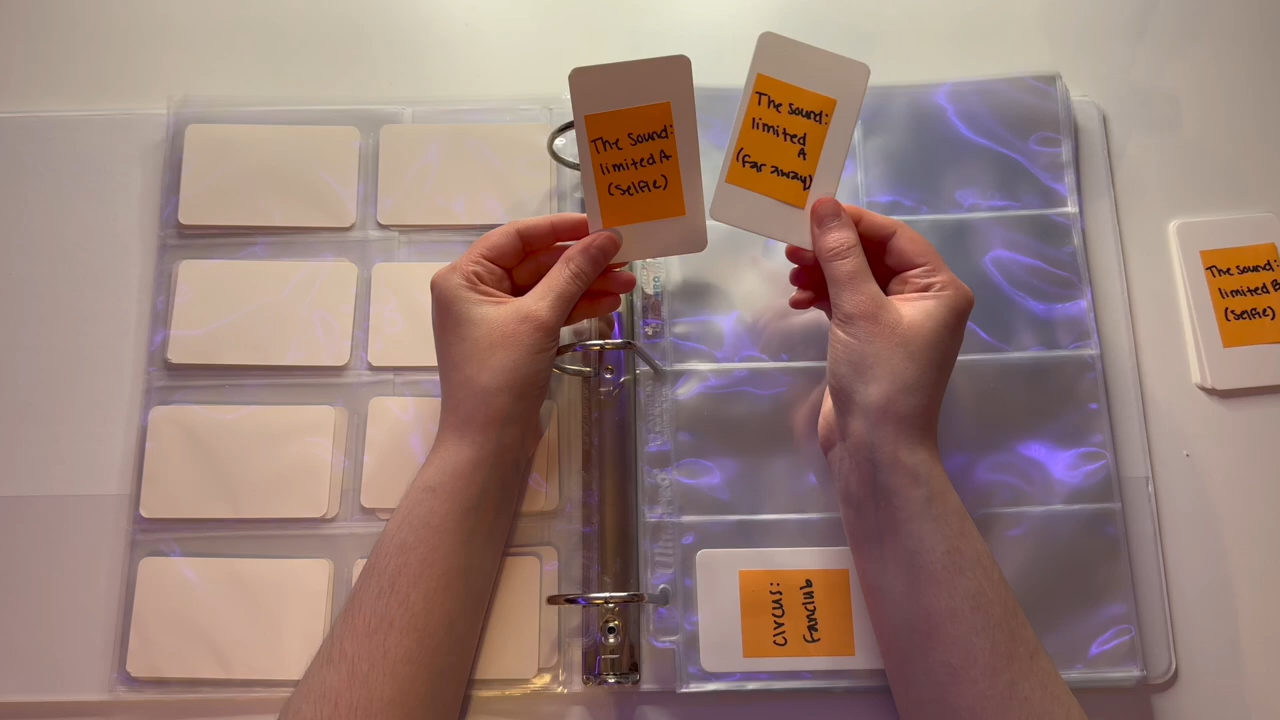 The Sound:
limited A
(selfie)
The Sound:
limited
A
(far away)
The Sound:
limited B
(selfie)
Circus:
Fanclub